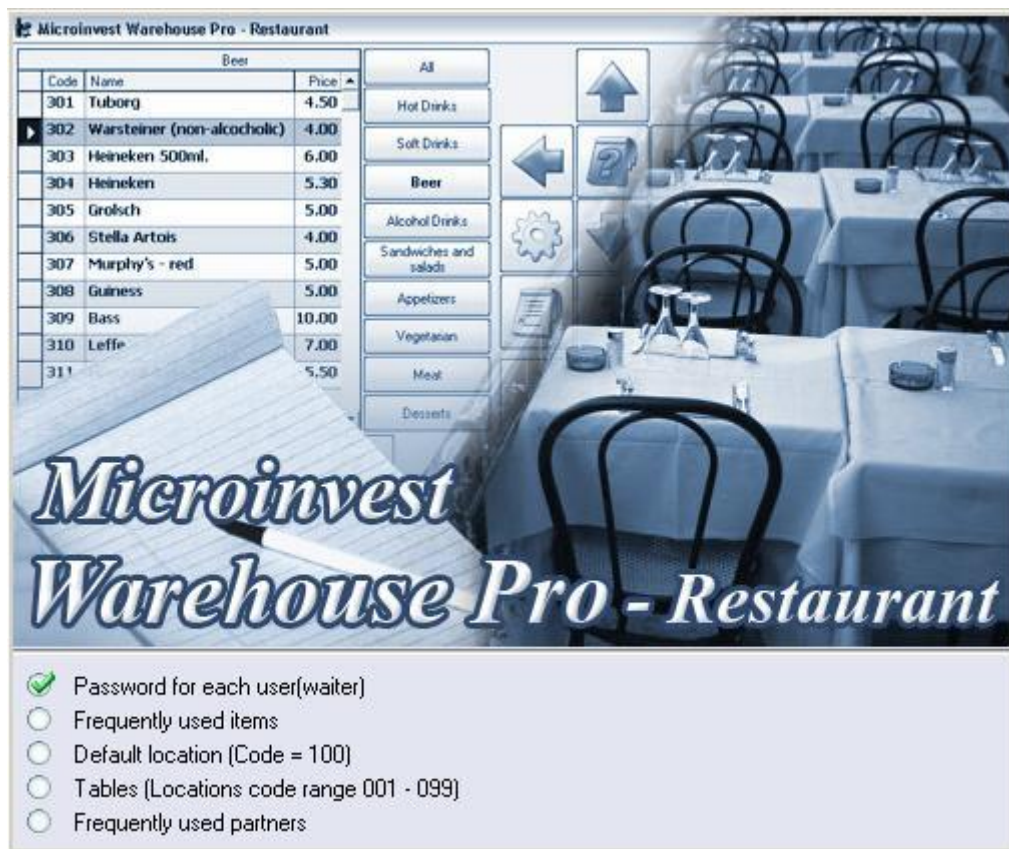 Microinvest Warehouse Pro - Restaurant
Beer
Code Name Price
301 Tuborg 4.50
302 Warsteiner (non-alcocholic) 4.00
303 Heineken 500ml. 6.00
304 Heineken 5.30
305 Grolsch 5.00
306 Stella Artois 4.00
307 Murphy's - red 5.00
308 Guiness 5.00
309 Bass 10.00
310 Leffe 7.00
311 5.50
All
Hot Drinks
Soft Drinks
Beer
Alcohol Drinks
Sandwiches and
salads
Appetizers
Vegetarian
Meat
Desserts
?
Microinvest
Warehouse Pro - Restaurant
Password for each user(waiter)
Frequently used items
Default location (Code = 100)
Tables (Locations code range 001 - 099)
Frequently used partners